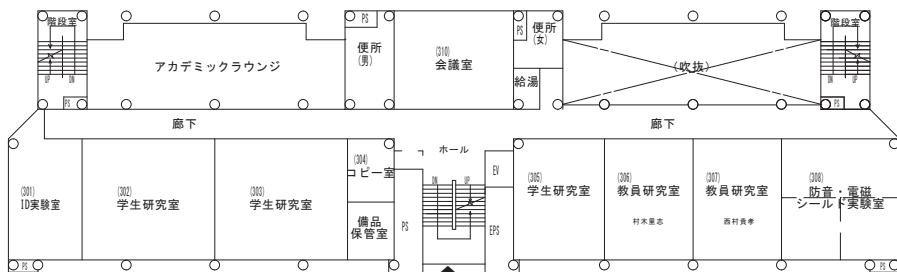 階段室
UP
DN
PS
アカデミックラウンジ
PS
便所
(男)
(310)
会議室
PS
便所
(女)
給湯
(吹抜)
階段室
UP
DN
PS
廊下
ホール
廊下
(301)
ID実験室
(302)
学生研究室
(303)
学生研究室
(304)
コピー室
備品
保管室
PS
DN
UP
EV
EPS
(305)
学生研究室
(306)
教員研究室
村木里志
(307)
教員研究室
西村貴孝
(308)
防音・電磁
シールド実験室
PS
PS